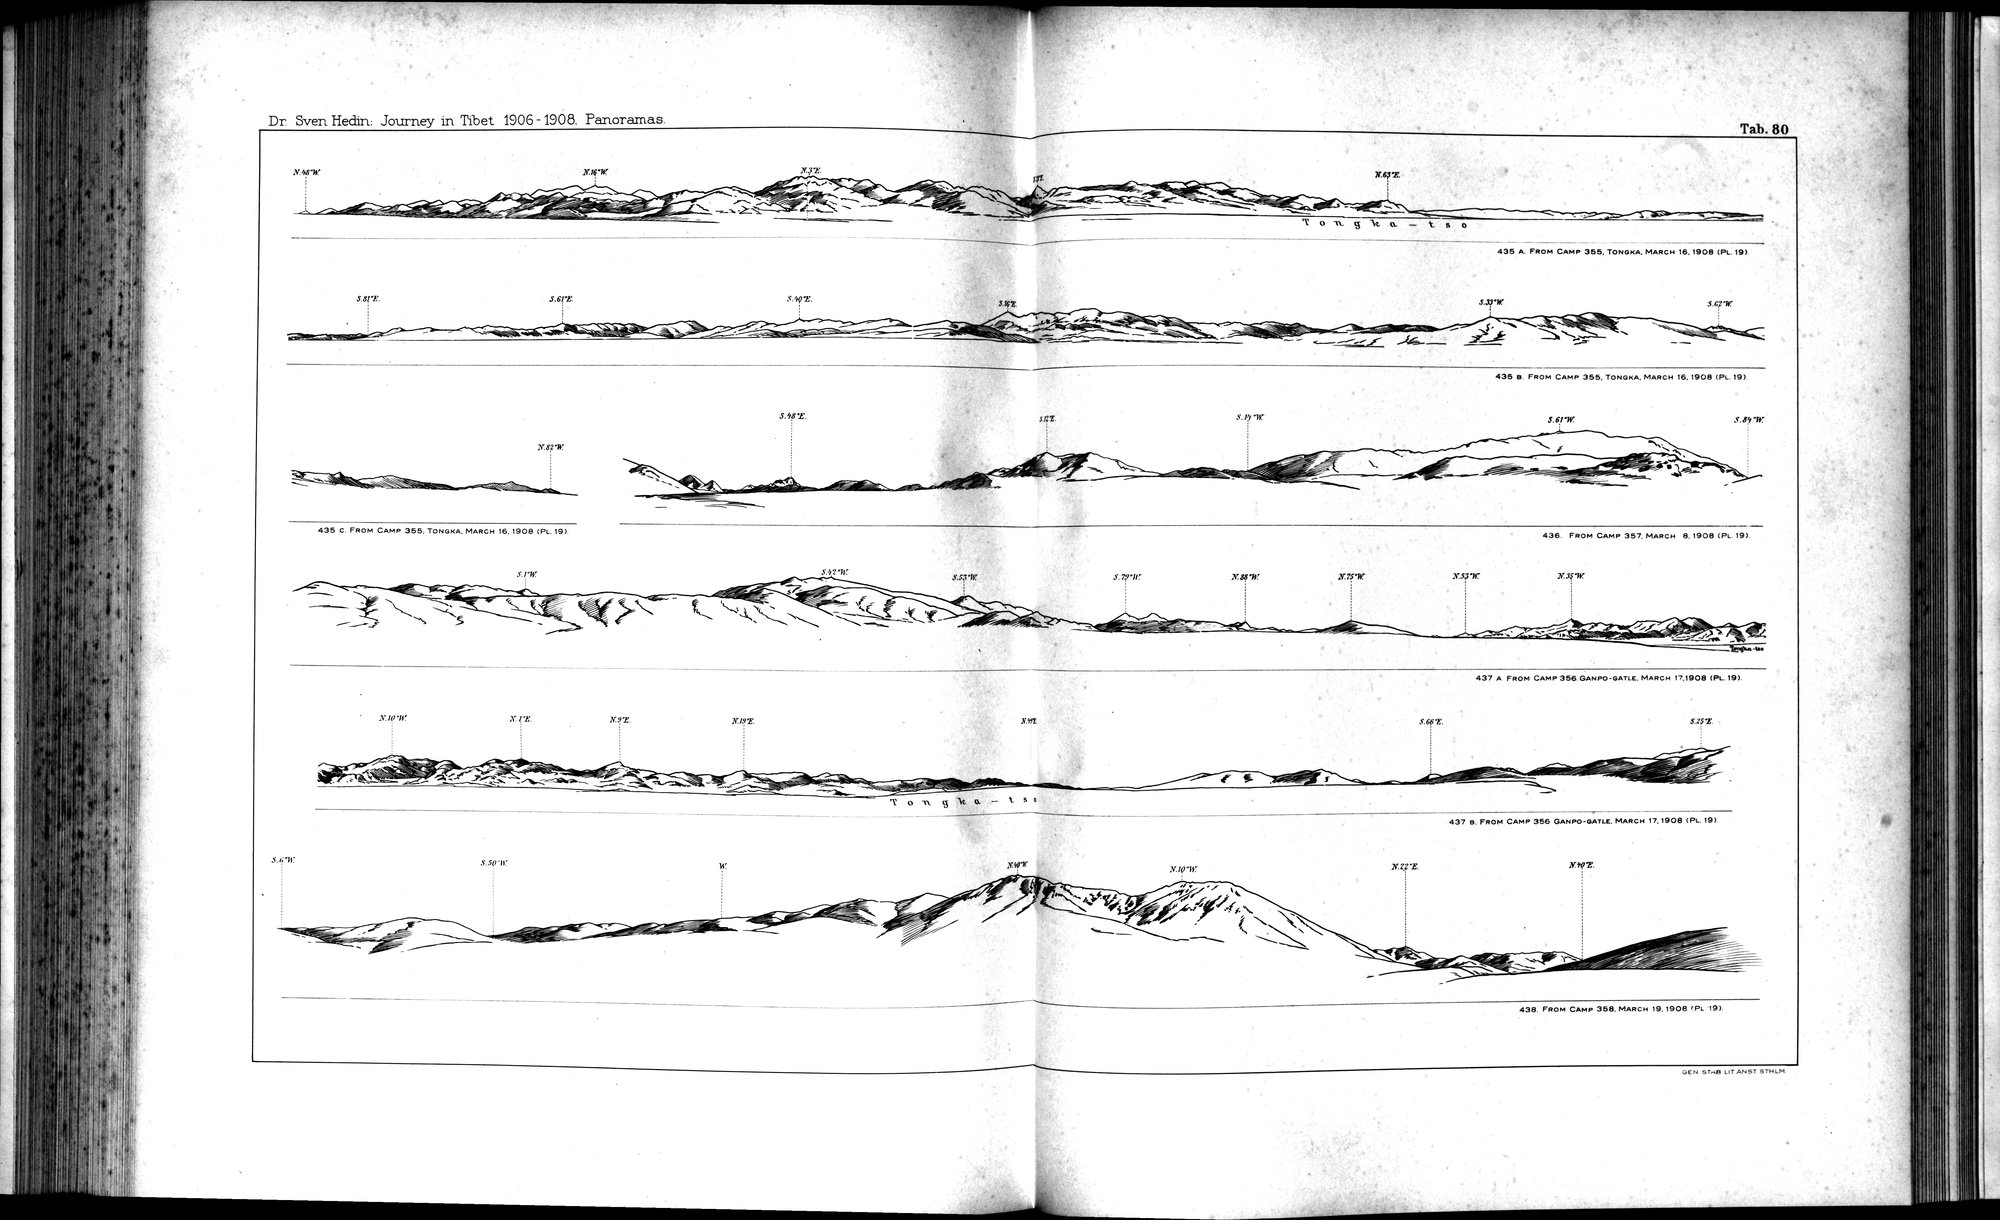 Dr. Sven Hedin: Journey in Tibet 1906-1908, Panoramas.
Tab. 80
N.48°W. N.16°W. N.3°E. N.63°E.
Tongka-tso
435 A. From Camp 355, Tongka, March 16, 1908 (Pl. 19).
S.81°E. S.61°E. S.40°E. S.16°E. S.33°W. S.62°W.
435 B. From Camp 355, Tongka, March 16, 1908 (Pl. 19).
N.82°W. S.48°E. S.12°E. S.14°W. S.61°W. S.84°W.
435 C. From Camp 355, Tongka, March 16, 1908 (Pl. 19).
436. From Camp 357, March 8, 1908 (Pl. 19).
S.1°W. S.42°W. S.53°W. S.79°W. N.88°W. N.75°W. N.53°W. N.35°W.
Tongka-tso
437 A From Camp 356. Ganpo-gatle, March 17, 1908 (Pl. 19).
N.10°W. N.1°E. N.9°E. N.19°E. S.66°E. S.25°E.
Tongka-tso
437 B. From Camp 356 Ganpo-gatle, March 17, 1908 (Pl. 19).
S.6°W. S.50°W. W. N.40°W. N.10°W. N.22°E. N.40°E.
438. From Camp 358, March 19, 1908 (Pl. 19).
GEN. STAB. LIT. ANST. STHLM